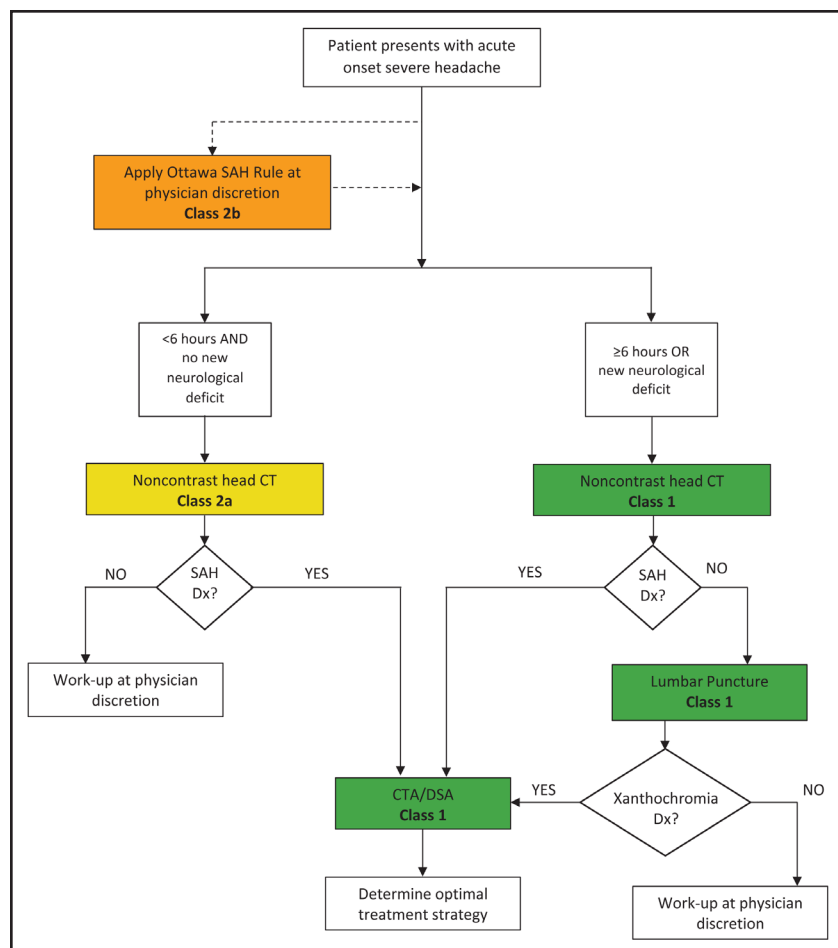 Patient presents with acute
onset severe headache
Apply Ottawa SAH Rule at
physician discretion
Class 2b
<6 hours AND
no new
neurological
deficit
≥6 hours OR
new neurological
deficit
Noncontrast head CT
Class 2a
Noncontrast head CT
Class 1
NO
SAH
Dx?
YES
YES
SAH
Dx?
NO
Work-up at physician
discretion
Lumbar Puncture
Class 1
CTA/DSA
Class 1
YES
Xanthochromia
Dx?
NO
Determine optimal
treatment strategy
Work-up at physician
discretion